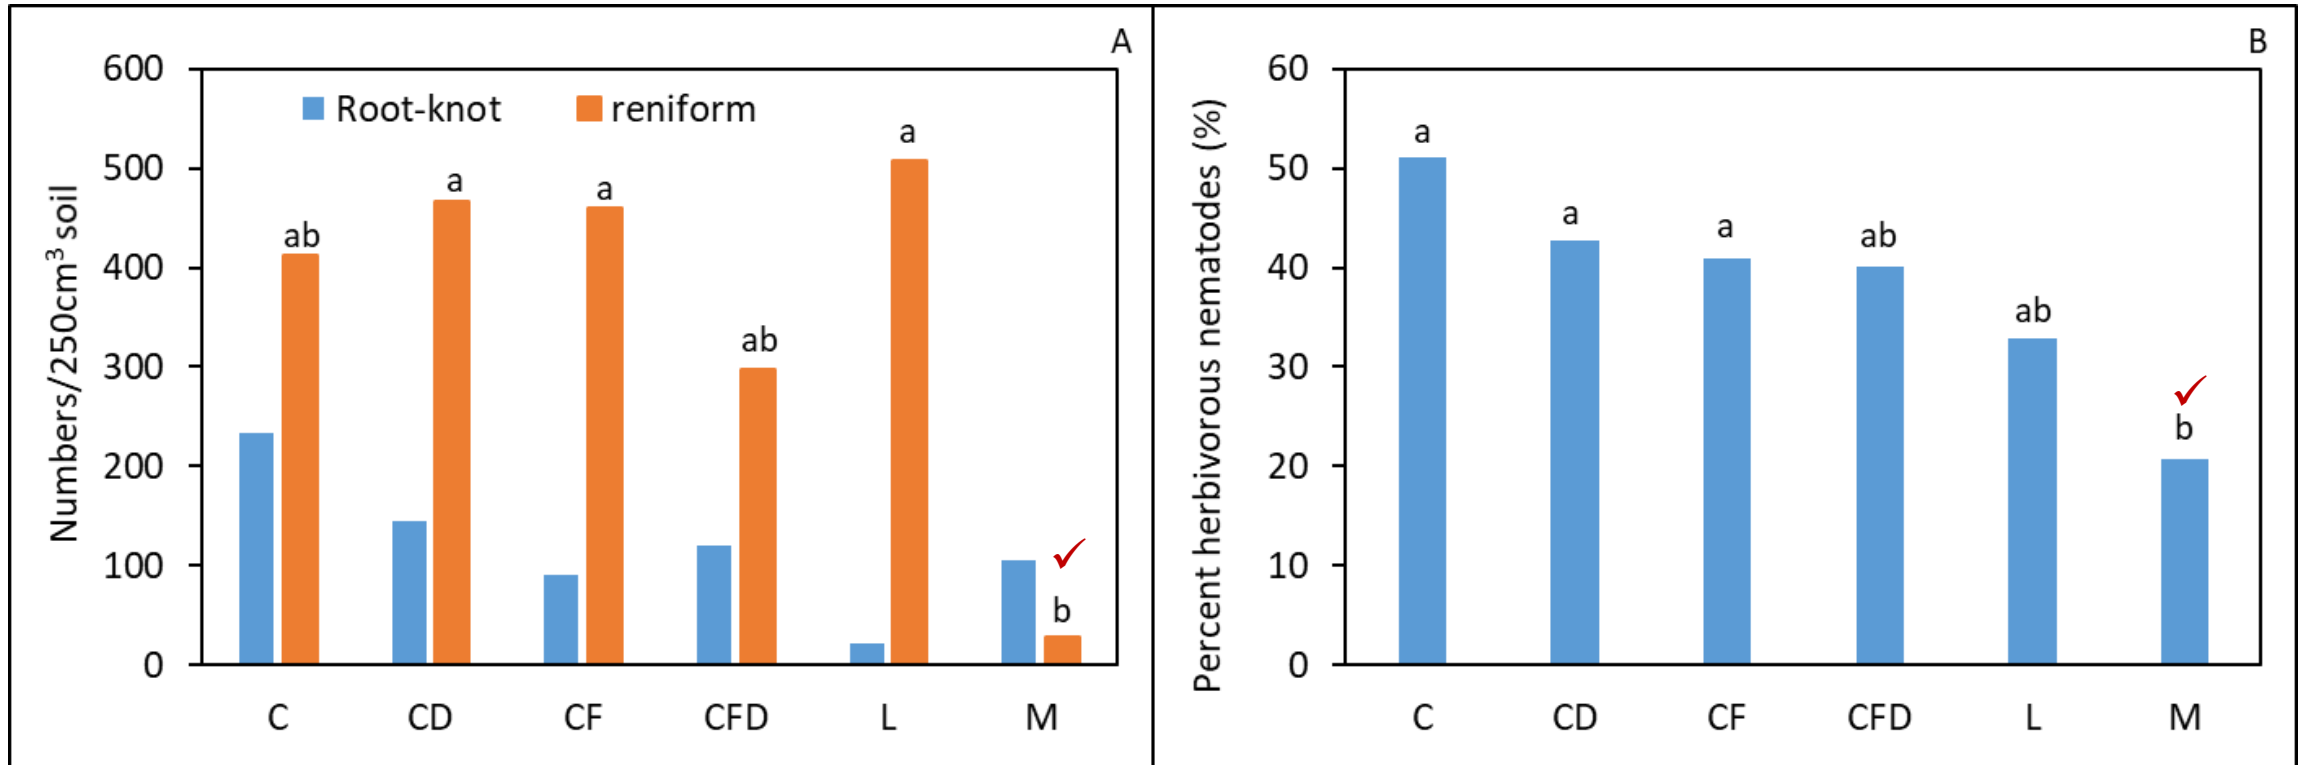 A
Numbers/250cm³ soil
600
500
400
300
200
100
0
Root-knot reniform
ab a a ab a b
C CD CF CFD L M
B
Percent herbivorous nematodes (%)
60
50
40
30
20
10
0
a a a ab ab b
C CD CF CFD L M